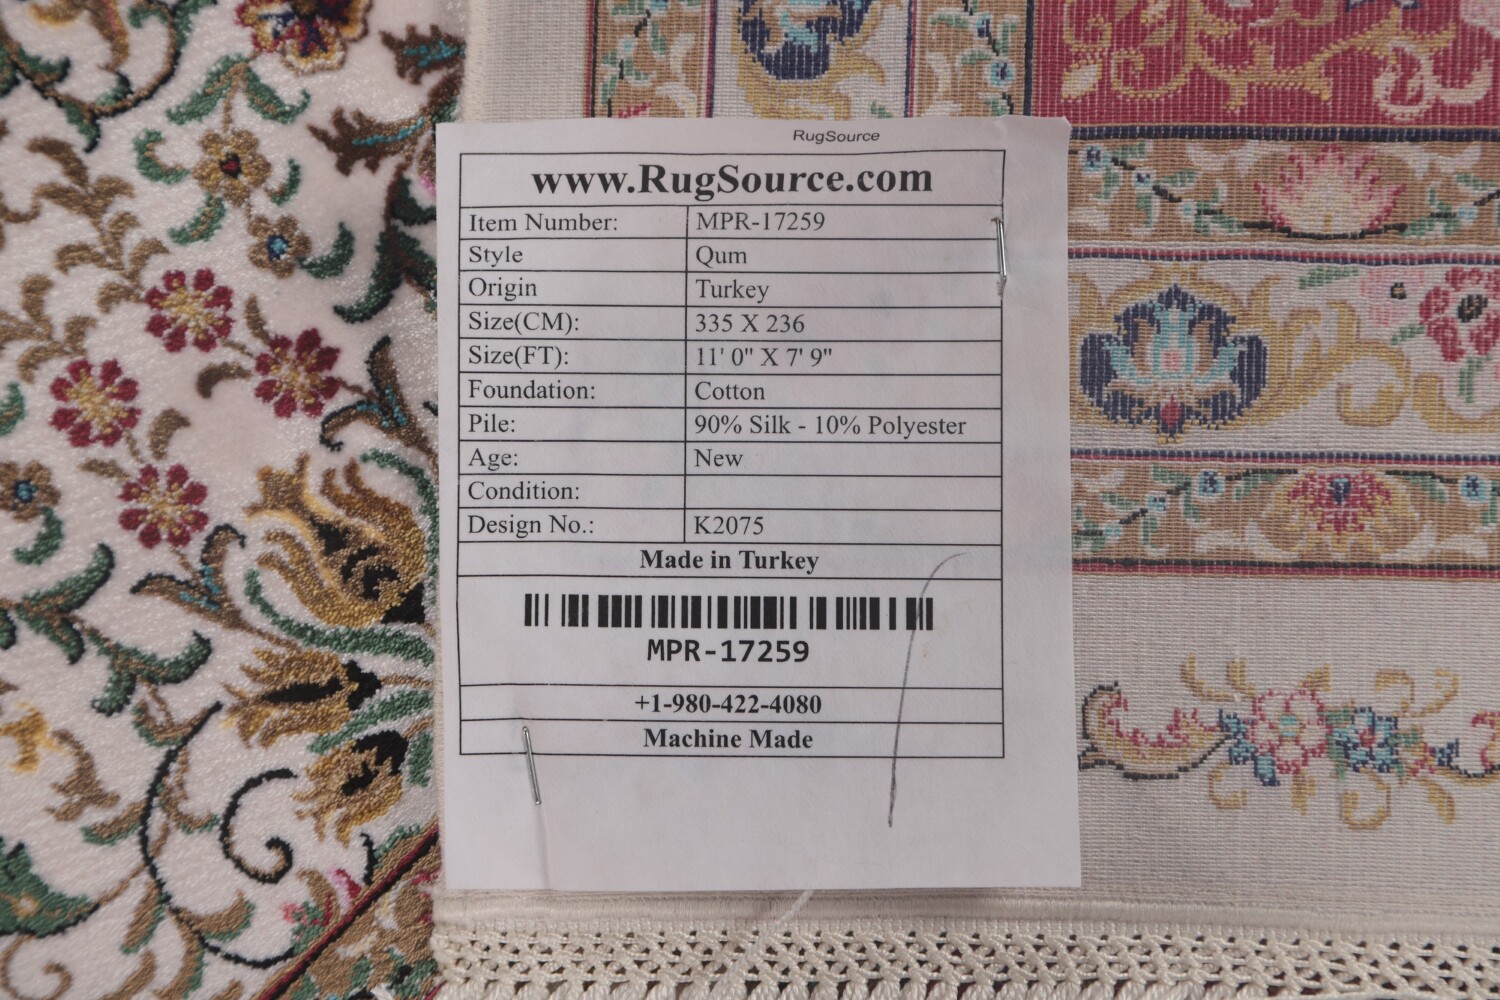 RugSource
www.RugSource.com
Item Number: MPR-17259
Style Qum
Origin Turkey
Size(CM): 335 X 236
Size(FT): 11' 0" X 7' 9"
Foundation: Cotton
Pile: 90% Silk - 10% Polyester
Age: New
Condition:
Design No.: K2075
Made in Turkey
MPR-17259
+1-980-422-4080
Machine Made